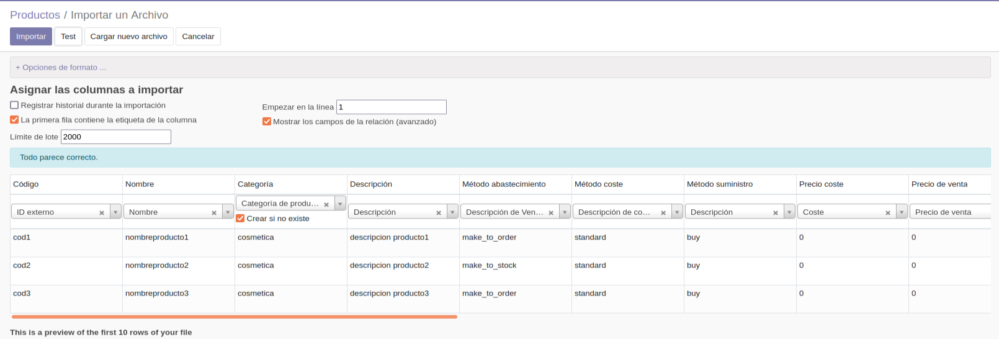 Productos / Importar un Archivo
Importar Test Cargar nuevo archivo Cancelar
+ Opciones de formato ...
Asignar las columnas a importar
Registrar historial durante la importación
Empezar en la línea 1
La primera fila contiene la etiqueta de la columna
Mostrar los campos de la relación (avanzado)
Límite de lote 2000
Todo parece correcto.
Código Nombre Categoría Descripción Método abastecimiento Método coste Método suministro Precio coste Precio de venta
ID externo Nombre Categoría de produ... Descripción Descripción de Ven... Descripción de co... Descripción Coste Precio de venta
Crear si no existe
cod1 nombreproducto1 cosmetica descripcion producto1 make_to_order standard buy 0 0
cod2 nombreproducto2 cosmetica descripcion producto2 make_to_stock standard buy 0 0
cod3 nombreproducto3 cosmetica descripcion producto3 make_to_order standard buy 0 0
This is a preview of the first 10 rows of your file